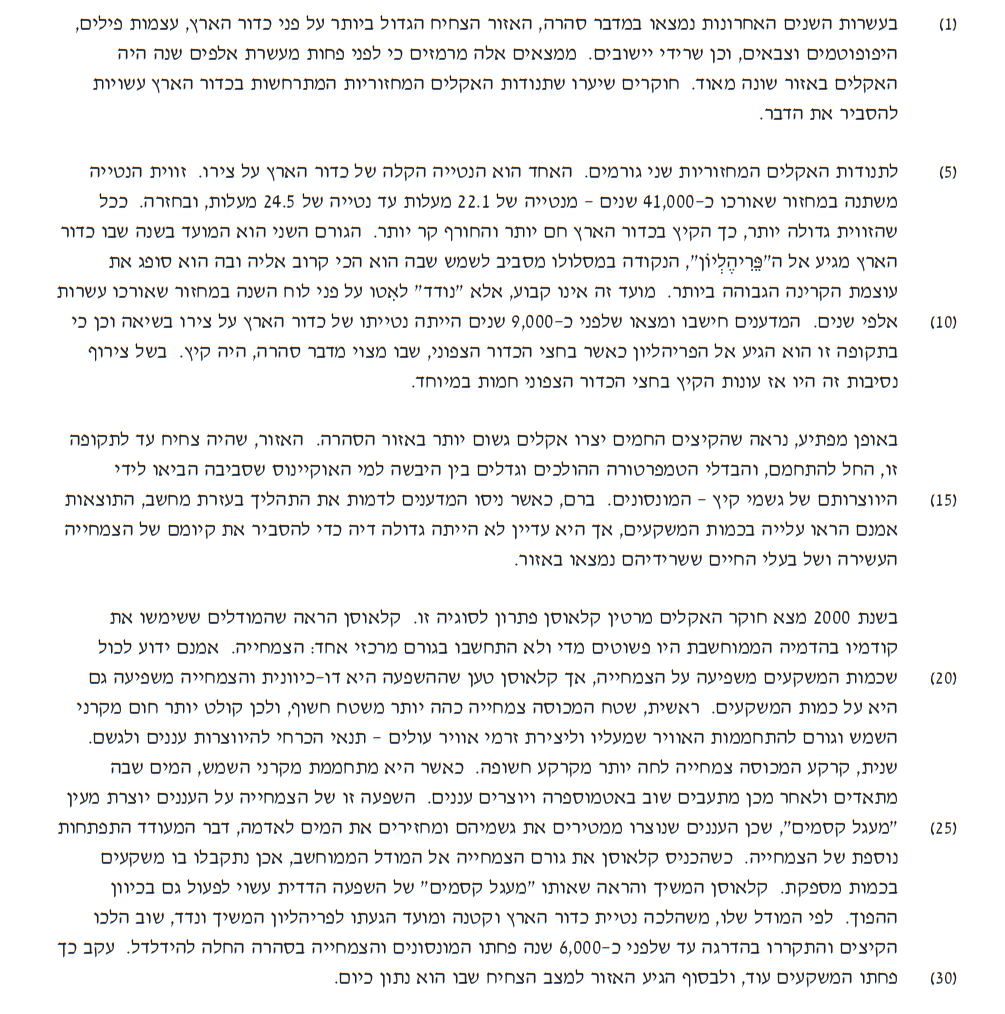 (1) בעשרות השנים האחרונות נמצאו במדבר סהרה, האזור הצחיח הגדול ביותר על פני כדור הארץ, עצמות פילים,
היפופוטמים וצבאים, וכן שרידי יישובים. ממצאים אלה מרמזים כי לפני פחות מעשרת אלפים שנה היה
האקלים באזור שונה מאוד. חוקרים שיערו שתנודות האקלים המחזוריות המתרחשות בכדור הארץ עשויות
להסביר את הדבר.
(5) לתנודות האקלים המחזוריות שני גורמים. האחד הוא הנטייה הקלה של כדור הארץ על צירו. זווית הנטייה
משתנה במחזור שאורכו כ-41,000 שנים – מנטייה של 22.1 מעלות עד נטייה של 24.5 מעלות, ובחזרה. ככל
שהזווית גדולה יותר, כך הקיץ בכדור הארץ חם יותר והחורף קר יותר. הגורם השני הוא המועד בשנה שבו כדור
הארץ מגיע אל ה"פֶּרִיהֶלְיוֹן", הנקודה במסלולו מסביב לשמש שבה הוא הכי קרוב אליה ובה הוא סופג את
עוצמת הקרינה הגבוהה ביותר. מועד זה אינו קבוע, אלא "נודד" לאִטו על פני לוח השנה במחזור שאורכו עשרות
(10) אלפי שנים. המדענים חישבו ומצאו שלפני כ-9,000 שנים הייתה נטייתו של כדור הארץ על צירו בשיאה וכן כי
בתקופה זו הוא הגיע אל הפריהליון כאשר בחצי הכדור הצפוני, שבו מצוי מדבר סהרה, היה קיץ. בשל צירוף
נסיבות זה היו אז עונות הקיץ בחצי הכדור הצפוני חמות במיוחד.
באופן מפתיע, נראה שהקיצים החמים יצרו אקלים גשום יותר באזור הסהרה. האזור, שהיה צחיח עד לתקופה
זו, החל להתחמם, והבדלי הטמפרטורה ההולכים וגדלים בין היבשה למי האוקיינוס שסביבה הביאו לידי
(15) היווצרותם של גשמי קיץ – המונסונים. ברם, כאשר ניסו המדענים לדמות את התהליך בעזרת מחשב, התוצאות
אמנם הראו עלייה בכמות המשקעים, אך היא עדיין לא הייתה גדולה דיה כדי להסביר את קיומם של הצמחייה
העשירה ושל בעלי החיים ששרידיהם נמצאו באזור.
בשנת 2000 מצא חוקר האקלים מרטין קלאוסן פתרון לסוגיה זו. קלאוסן הראה שהמודלים ששימשו את
קודמיו בהדמיה הממוחשבת היו פשוטים מדי ולא התחשבו בגורם מרכזי אחד: הצמחייה. אמנם ידוע לכול
(20) שכמות המשקעים משפיעה על הצמחייה, אך קלאוסן טען שההשפעה היא דו-כיוונית והצמחייה משפיעה גם
היא על כמות המשקעים. ראשית, שטח המכוסה צמחייה כהה יותר משטח חשוף, ולכן קולט יותר חום מקרני
השמש וגורם להתחממות האוויר שמעליו וליצירת זרמי אוויר עולים – תנאי הכרחי להיווצרות עננים ולגשם.
שנית, קרקע המכוסה צמחייה לחה יותר מקרקע חשופה. כאשר היא מתחממת מקרני השמש, המים שבה
מתאדים ולאחר מכן מתעבים שוב באטמוספרה ויוצרים עננים. השפעה זו של הצמחייה על העננים יוצרת מעין
(25) "מעגל קסמים", שכן העננים שנוצרו ממטירים את גשמיהם ומחזירים את המים לאדמה, דבר המעודד התפתחות
נוספת של הצמחייה. כשהכניס קלאוסן את גורם הצמחייה אל המודל הממוחשב, אכן נתקבלו בו משקעים
בכמות מספקת. קלאוסן המשיך והראה שאותו "מעגל קסמים" של השפעה הדדית עשוי לפעול גם בכיוון
ההפוך. לפי המודל שלו, משהלכה נטיית כדור הארץ וקטנה ומועד הגעתו לפריהליון המשיך ונדד, שוב הלכו
הקיצים והתקררו בהדרגה עד שלפני כ-6,000 שנה פחתו המונסונים והצמחייה בסהרה החלה להידלדל. עקב כך
(30) פחתו המשקעים עוד, ולבסוף הגיע האזור למצב הצחיח שבו הוא נתון כיום.